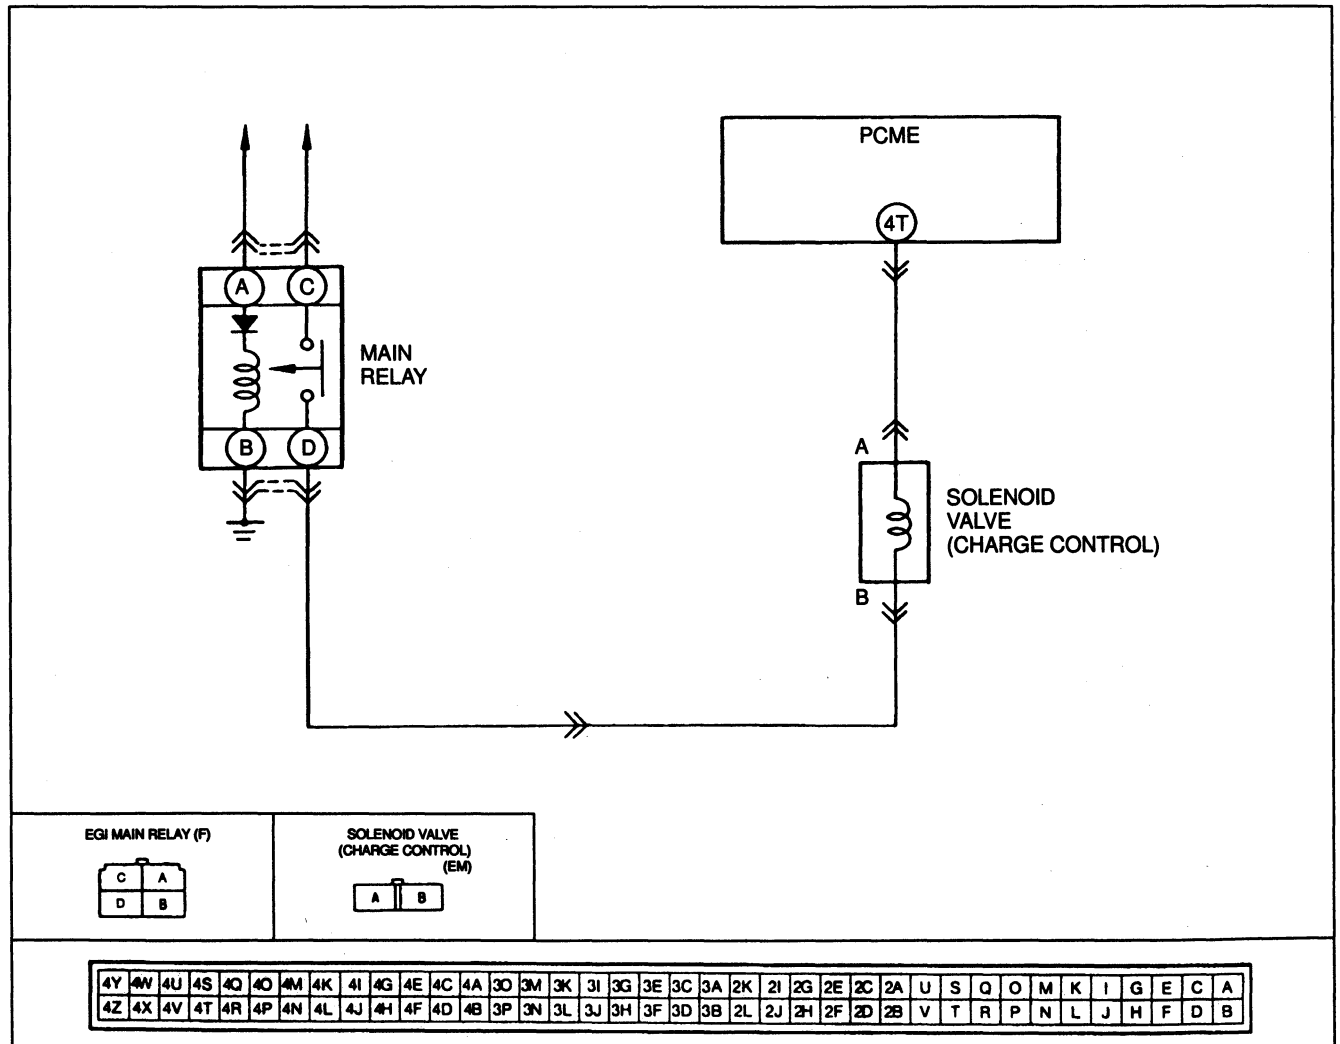 PCME
4T
A C
MAIN
RELAY
B D
A
SOLENOID
VALVE
(CHARGE CONTROL)
B
EGI MAIN RELAY (F)
C A
D B
SOLENOID VALVE
(CHARGE CONTROL)
(EM)
A B
4Y 4W 4U 4S 4Q 4O 4M 4K 4I 4G 4E 4C 4A 3O 3M 3K 3I 3G 3E 3C 3A 2K 2I 2G 2E 2C 2A U S Q O M K I G E C A
4Z 4X 4V 4T 4R 4P 4N 4L 4J 4H 4F 4D 4B 3P 3N 3L 3J 3H 3F 3D 3B 2L 2J 2H 2F 2D 2B V T R P N L J H F D B